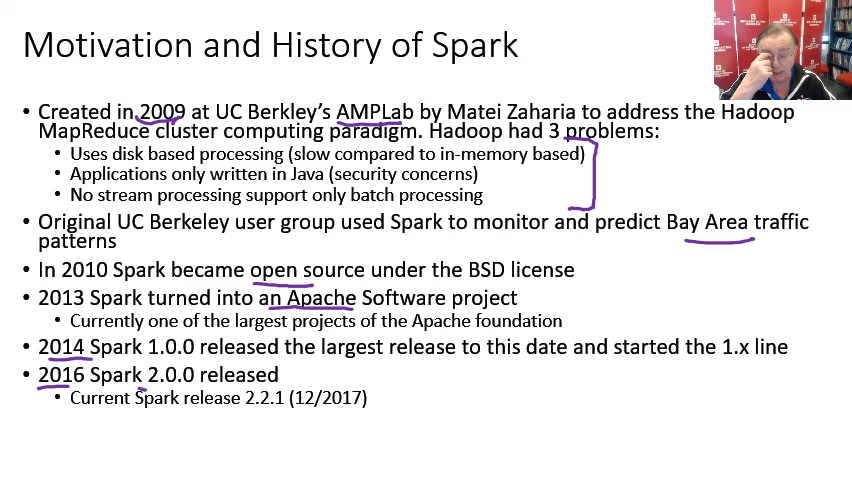 Motivation and History of Spark
• Created in 2009 at UC Berkley's AMPLab by Matei Zaharia to address the Hadoop
MapReduce cluster computing paradigm. Hadoop had 3 problems:
• Uses disk based processing (slow compared to in-memory based)
• Applications only written in Java (security concerns)
• No stream processing support only batch processing
• Original UC Berkeley user group used Spark to monitor and predict Bay Area traffic
patterns
• In 2010 Spark became open source under the BSD license
• 2013 Spark turned into an Apache Software project
• Currently one of the largest projects of the Apache foundation
• 2014 Spark 1.0.0 released the largest release to this date and started the 1.x line
• 2016 Spark 2.0.0 released
• Current Spark release 2.2.1 (12/2017)